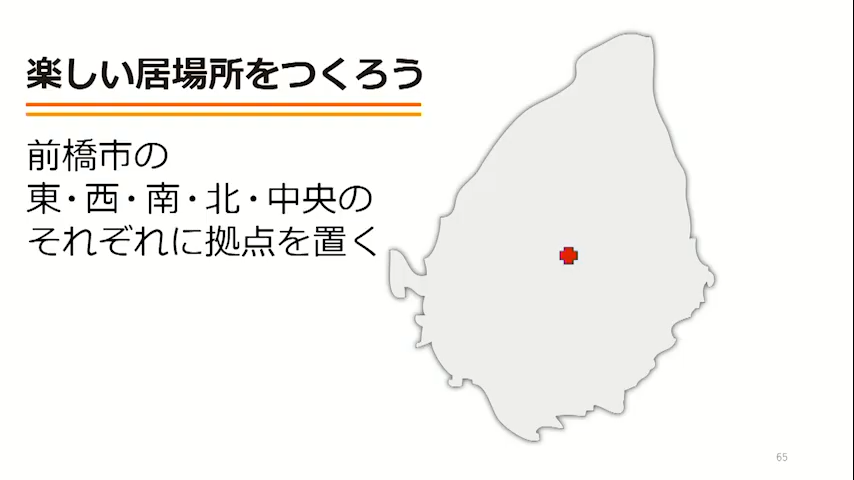 楽しい居場所をつくろう
前橋市の
東・西・南・北・中央の
それぞれに拠点を置く
65